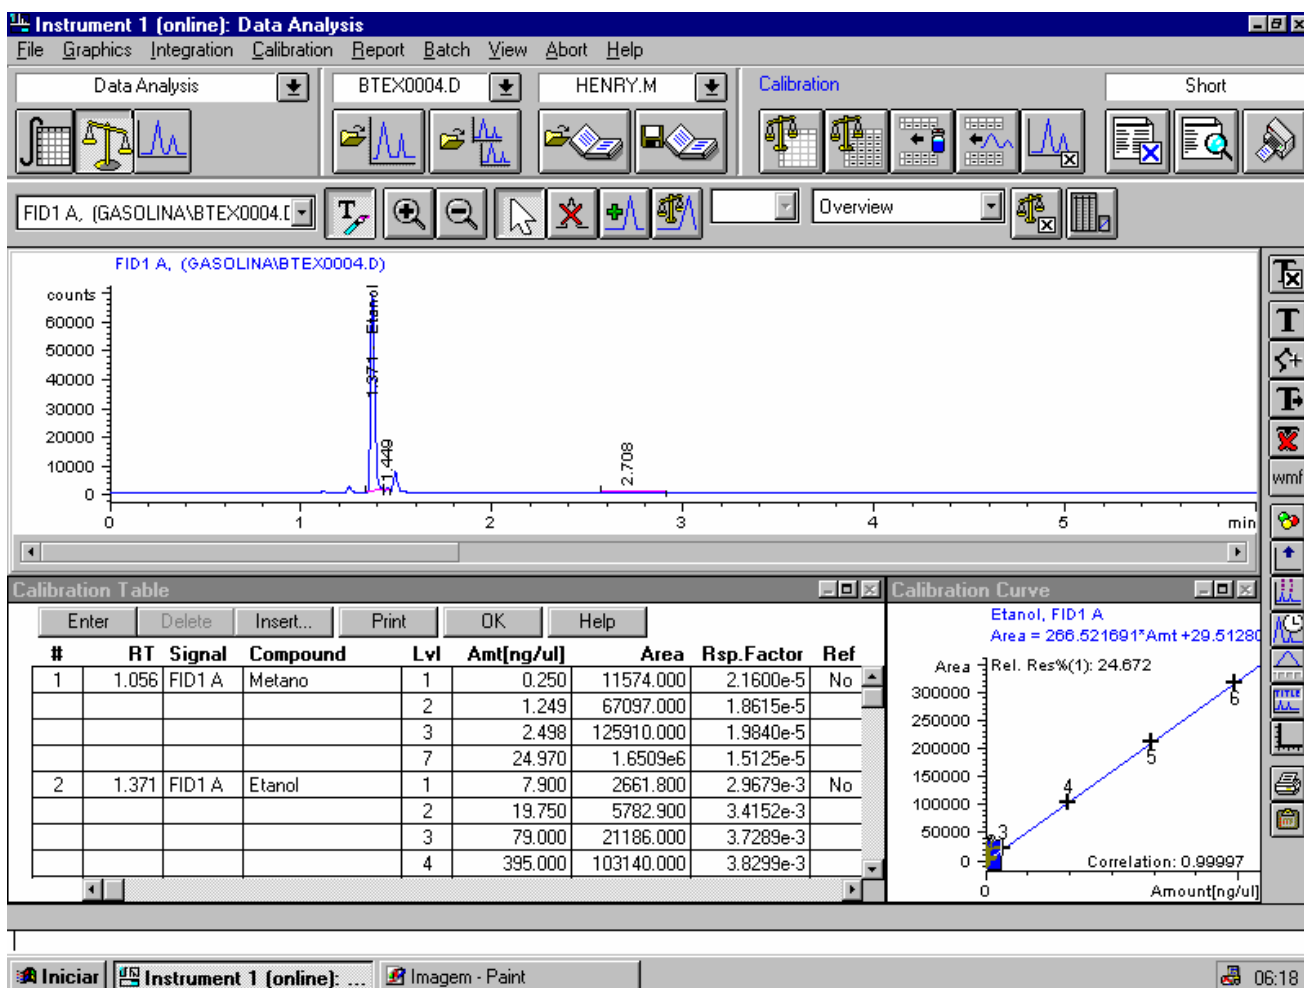 Instrument 1 (online): Data Analysis
File Graphics Integration Calibration Report Batch View Abort Help
Data Analysis BTEX0004.D HENRY.M Calibration Short
FID1 A, (GASOLINA\BTEX0004.D Overview
FID1 A, (GASOLINA\BTEX0004.D)
counts
60000
50000
40000
30000
20000
10000
0
1.371 Etanol
1.449
2.708
0 1 2 3 4 5 min
T
T
T
wmf
TITLE
Calibration Table
Enter Delete Insert... Print OK Help
# RT Signal Compound Lvl Amt[ng/ul] Area Rsp.Factor Ref
1 1.056 FID1 A Metano 1 0.250 11574.000 2.1600e-5 No
2 1.249 67097.000 1.8615e-5
3 2.498 125910.000 1.9840e-5
7 24.970 1.6509e6 1.5125e-5
2 1.371 FID1 A Etanol 1 7.900 2661.800 2.9679e-3 No
2 19.750 5782.900 3.4152e-3
3 79.000 21186.000 3.7289e-3
4 395.000 103140.000 3.8299e-3
Calibration Curve
Etanol, FID1 A
Area = 266.521691*Amt +29.51280
Area
Rel. Res%(1): 24.672
300000
250000
200000
150000
100000
50000
0
6
5
4
3
Correlation: 0.99997
0 Amount[ng/ul]
Iniciar Instrument 1 (online): ... Imagem - Paint 06:18